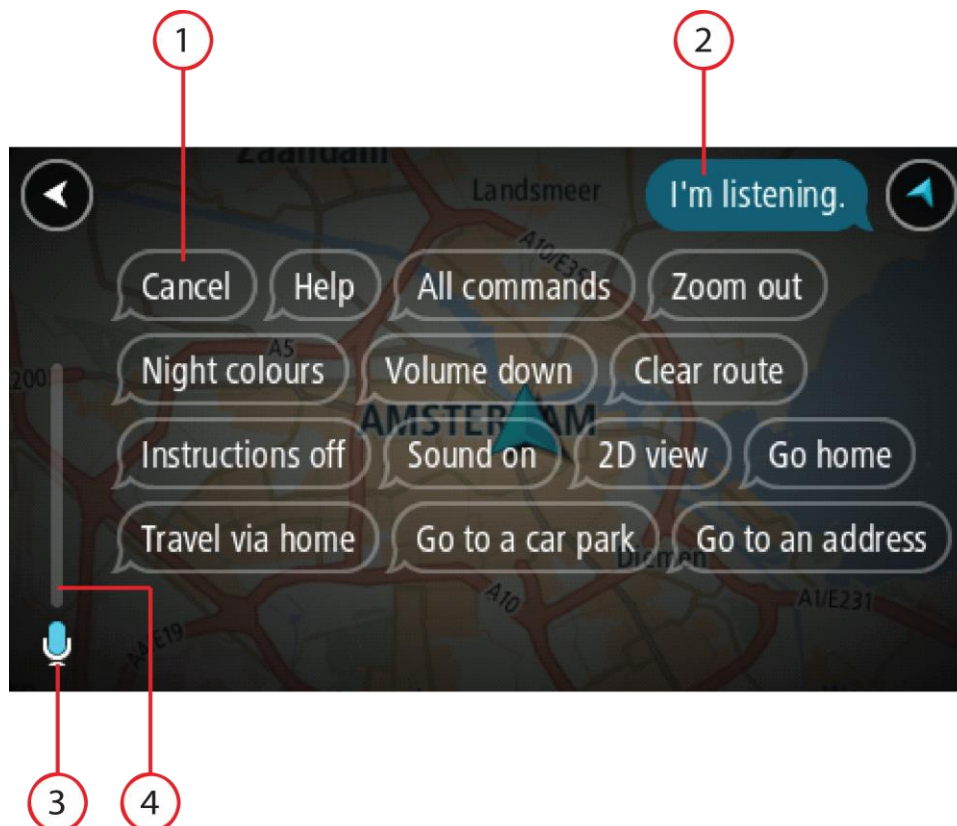 1 2
Zaandam
Landsmeer
I'm listening.
A10/E35
Cancel Help All commands Zoom out
A5
200
Night colours Volume down Clear route
AMSTERDAM
Instructions off Sound on 2D view Go home
Travel via home Go to a car park Go to an address
Diemen
A10
A1/E231
A4/E19
3 4